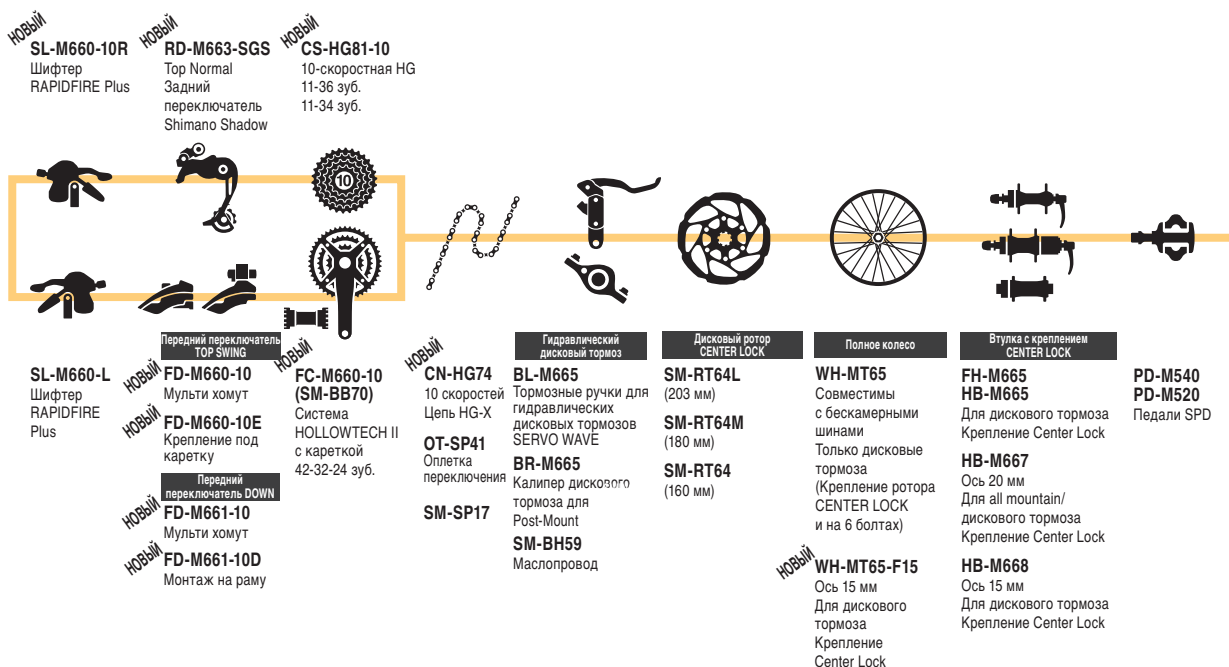 НОВЫЙ
SL-M660-10R
Шифтер
RAPIDFIRE Plus
НОВЫЙ
RD-M663-SGS
Top Normal
Задний
переключатель
Shimano Shadow
НОВЫЙ
CS-HG81-10
10-скоростная HG
11-36 зуб.
11-34 зуб.
10
SL-M660-L
Шифтер
RAPIDFIRE
Plus
Передний переключатель
TOP SWING
НОВЫЙ
FD-M660-10
Мульти хомут
НОВЫЙ
FD-M660-10E
Крепление под
каретку
Передний
переключатель DOWN
НОВЫЙ
FD-M661-10
Мульти хомут
НОВЫЙ
FD-M661-10D
Монтаж на раму
НОВЫЙ
FC-M660-10
(SM-BB70)
Система
HOLLOWTECH II
с кареткой
42-32-24 зуб.
НОВЫЙ
CN-HG74
10 скоростей
Цепь HG-X
OT-SP41
Оплетка
переключения
SM-SP17
Гидравлический
дисковый тормоз
BL-M665
Тормозные ручки для
гидравлических
дисковых тормозов
SERVO WAVE
BR-M665
Калипер дискового
тормоза для
Post-Mount
SM-BH59
Маслопровод
Дисковый ротор
CENTER LOCK
SM-RT64L
(203 мм)
SM-RT64M
(180 мм)
SM-RT64
(160 мм)
Полное колесо
WH-MT65
Совместимы
с бескамерными
шинами
Только дисковые
тормоза
(Крепление ротора
CENTER LOCK
и на 6 болтах)
НОВЫЙ
WH-MT65-F15
Ось 15 мм
Для дискового
тормоза
Крепление
Center Lock
Втулка с креплением
CENTER LOCK
FH-M665
HB-M665
Для дискового тормоза
Крепление Center Lock
HB-M667
Ось 20 мм
Для all mountain/
дискового тормоза
Крепление Center Lock
HB-M668
Ось 15 мм
Для дискового тормоза
Крепление Center Lock
PD-M540
PD-M520
Педали SPD